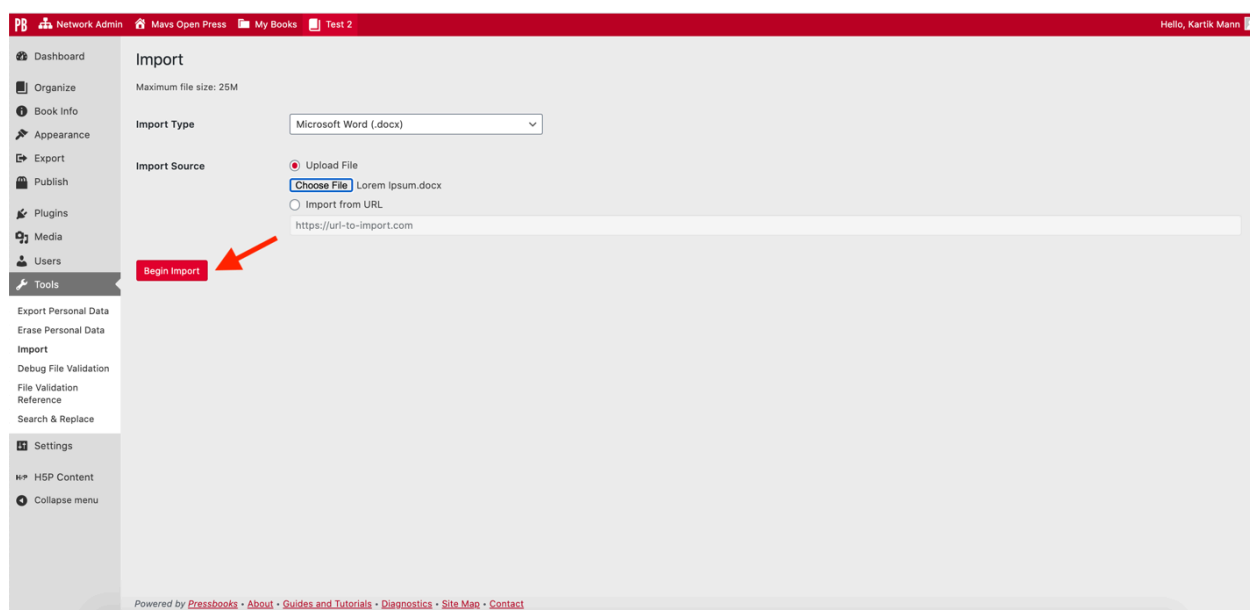 PB Network Admin Mavs Open Press My Books Test 2 Hello, Kartik Mann
Dashboard
Organize
Book Info
Appearance
Export
Publish
Plugins
Media
Users
Tools
Export Personal Data
Erase Personal Data
Import
Debug File Validation
File Validation
Reference
Search & Replace
Settings
H5P H5P Content
Collapse menu
Import
Maximum file size: 25M
Import Type Microsoft Word (.docx)
Import Source Upload File
Choose File Lorem Ipsum.docx
Import from URL
https://url-to-import.com
Begin Import
Powered by Pressbooks • About • Guides and Tutorials • Diagnostics • Site Map • Contact